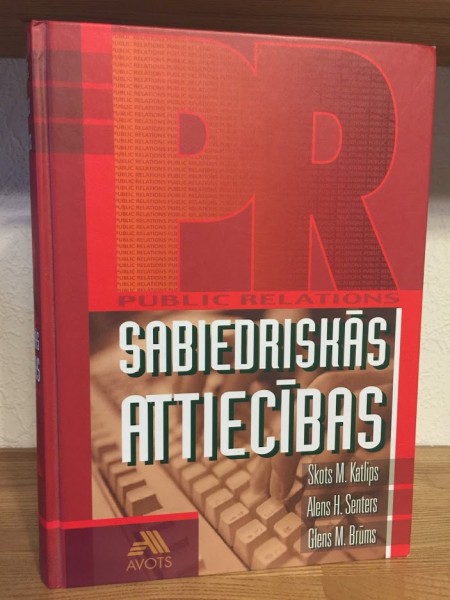 PR
PUBLIC RELATIONS
SABIEDRISKĀS
ATTIECĪBAS
Skots M. Katlips
Alens H. Senters
Glens M. Brūms
AVOTS